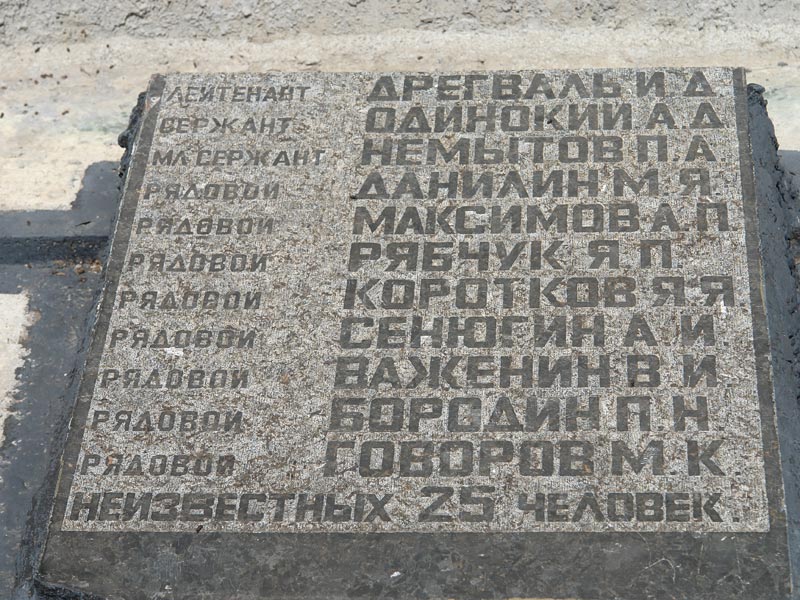 ЛЕЙТЕНАНТ ДРЕГВАЛЬ И.Д.
СЕРЖАНТ ОДИНОКИЙ А.Д.
МЛ.СЕРЖАНТ НЕМЫТОВ П.А.
РЯДОВОЙ ДАНИЛИН М.Я.
РЯДОВОЙ МАКСИМОВ А.П.
РЯДОВОЙ РЯБЧУК Я.П.
РЯДОВОЙ КОРОТКОВ Я.Я.
РЯДОВОЙ СЕНЮГИН А.И.
РЯДОВОЙ ВАЖЕНИН В.И.
РЯДОВОЙ БОРОДИН П.Н.
РЯДОВОЙ ГОВОРОВ М.К.
НЕИЗВЕСТНЫХ 25 ЧЕЛОВЕК.